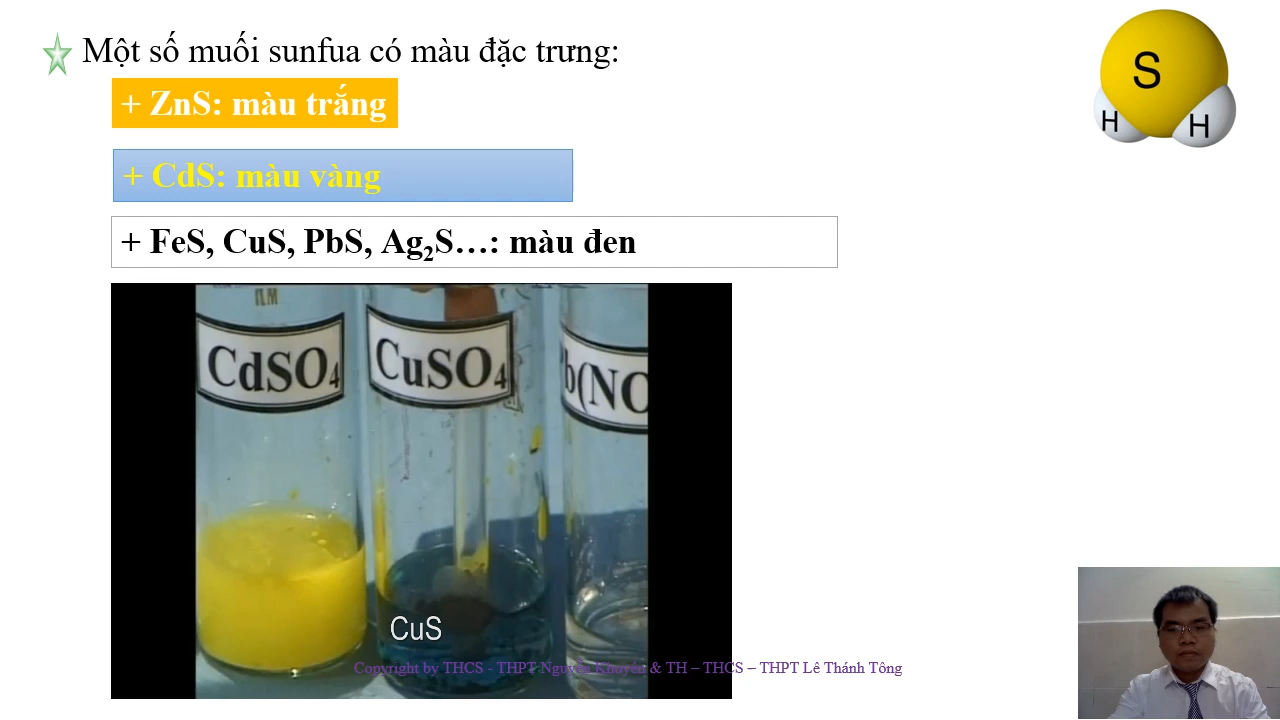 Một số muối sunfua có màu đặc trưng:
+ ZnS: màu trắng
+ CdS: màu vàng
+ FeS, CuS, PbS, Ag₂S…: màu đen
S
H
H
CdSO₄
CuSO₄
b(NO
CuS
Copyright by THCS - THPT Nguyễn Khuyến & TH – THCS – THPT Lê Thánh Tông